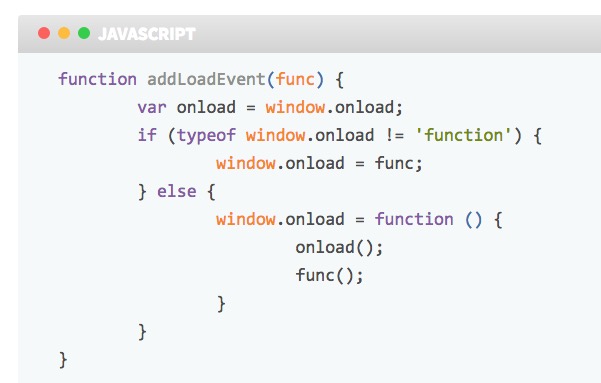 JAVASCRIPT
function addLoadEvent(func) {
        var onload = window.onload;
        if (typeof window.onload != 'function') {
                window.onload = func;
        } else {
                window.onload = function () {
                        onload();
                        func();
                }
        }
}